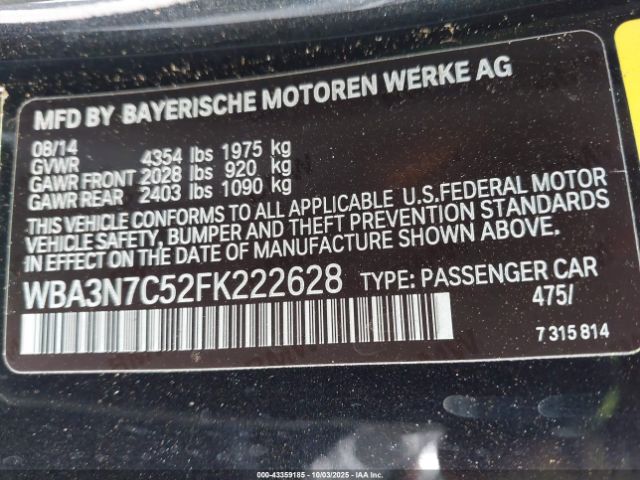 MFD BY BAYERISCHE MOTOREN WERKE AG
08/14
GVWR 4354 lbs 1975 kg
GAWR FRONT 2028 lbs 920 kg
GAWR REAR 2403 lbs 1090 kg
THIS VEHICLE CONFORMS TO ALL APPLICABLE U.S.FEDERAL MOTOR
VEHICLE SAFETY, BUMPER AND THEFT PREVENTION STANDARDS
IN EFFECT ON THE DATE OF MANUFACTURE SHOWN ABOVE.
WBA3N7C52FK222628 TYPE: PASSENGER CAR
475/
7 315 814
000-43359185 - 10/03/2025 - IAA Inc.